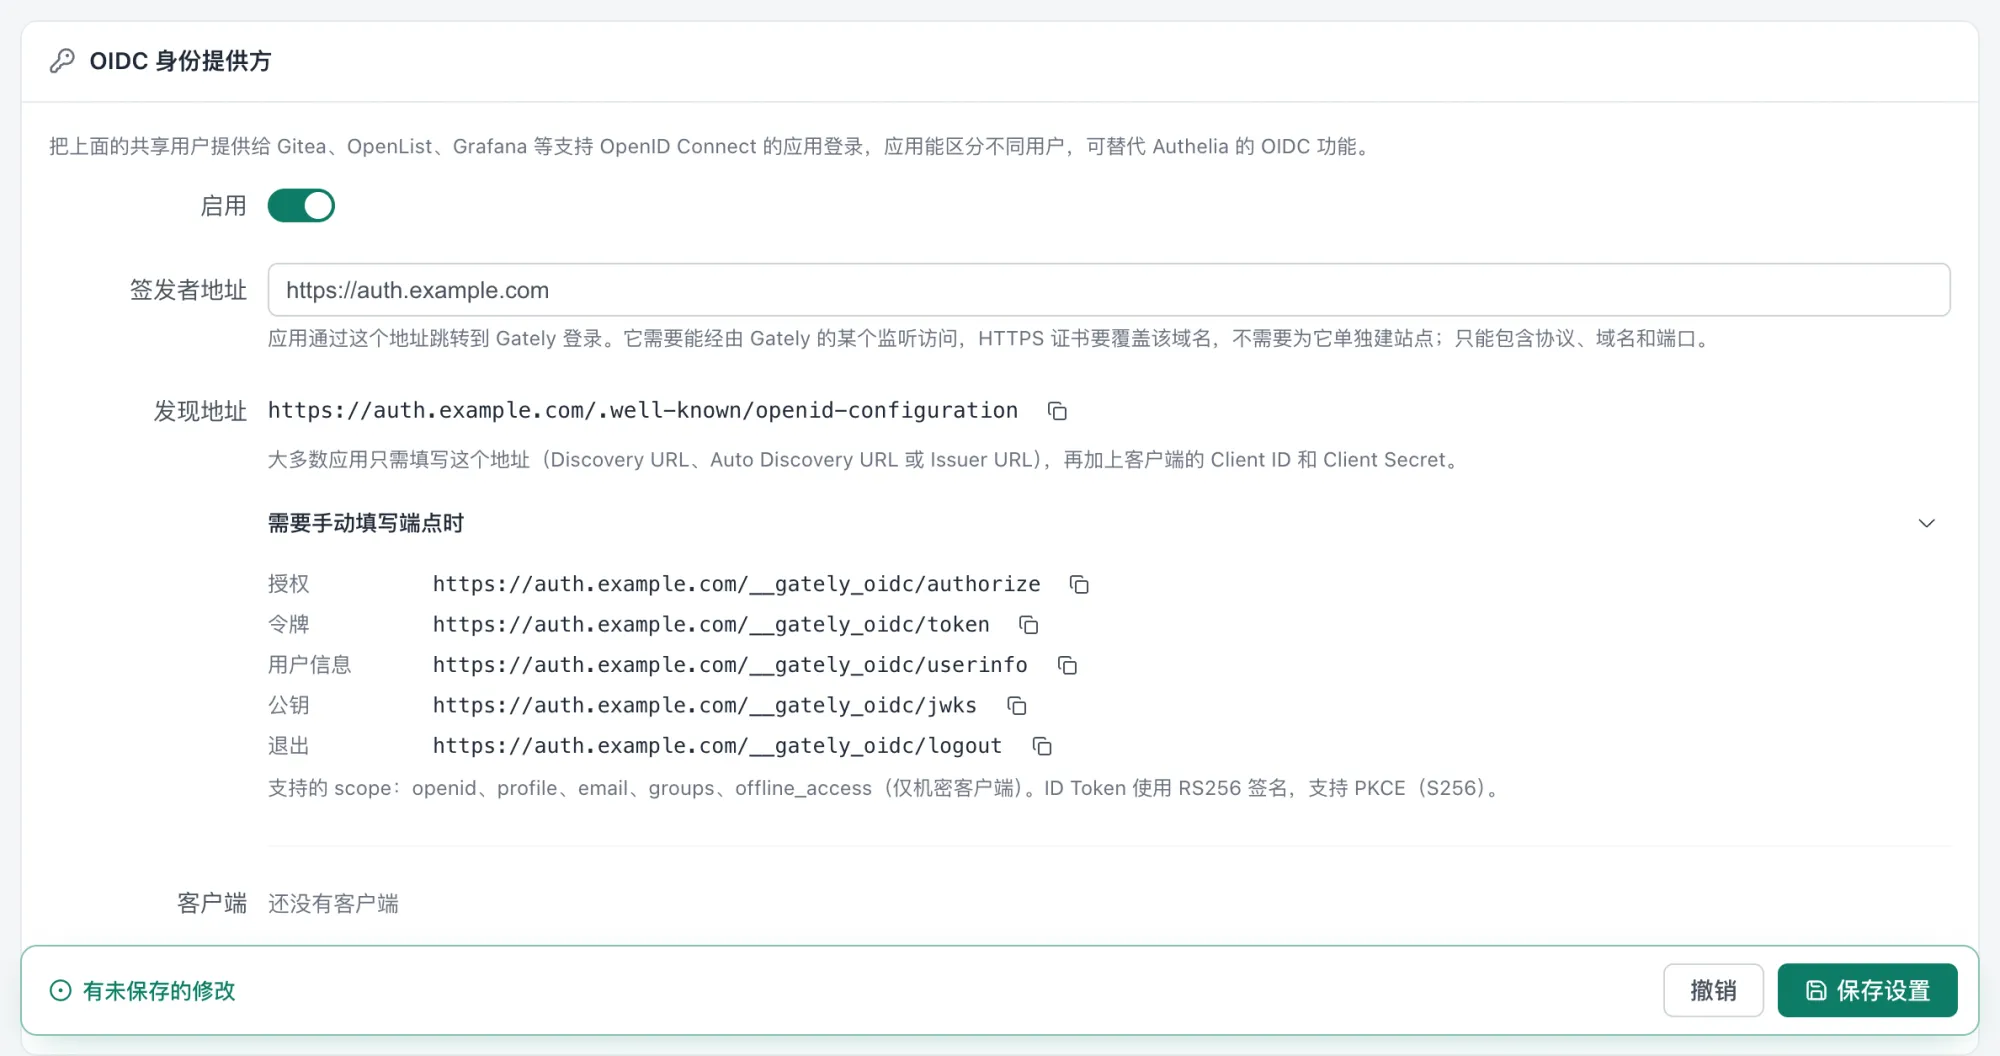 OIDC 身份提供方
把上面的共享用户提供给 Gitea、OpenList、Grafana 等支持 OpenID Connect 的应用登录，应用能区分不同用户，可替代 Authelia 的 OIDC 功能。
启用
签发者地址 https://auth.example.com
应用通过这个地址跳转到 Gately 登录。它需要能经由 Gately 的某个监听访问，HTTPS 证书要覆盖该域名，不需要为它单独建站点；只能包含协议、域名和端口。
发现地址 https://auth.example.com/.well-known/openid-configuration
大多数应用只需填写这个地址（Discovery URL、Auto Discovery URL 或 Issuer URL），再加上客户端的 Client ID 和 Client Secret。
需要手动填写端点时
授权 https://auth.example.com/__gately_oidc/authorize
令牌 https://auth.example.com/__gately_oidc/token
用户信息 https://auth.example.com/__gately_oidc/userinfo
公钥 https://auth.example.com/__gately_oidc/jwks
退出 https://auth.example.com/__gately_oidc/logout
支持的 scope：openid、profile、email、groups、offline_access（仅机密客户端）。ID Token 使用 RS256 签名，支持 PKCE（S256）。
客户端 还没有客户端
有未保存的修改 撤销 保存设置